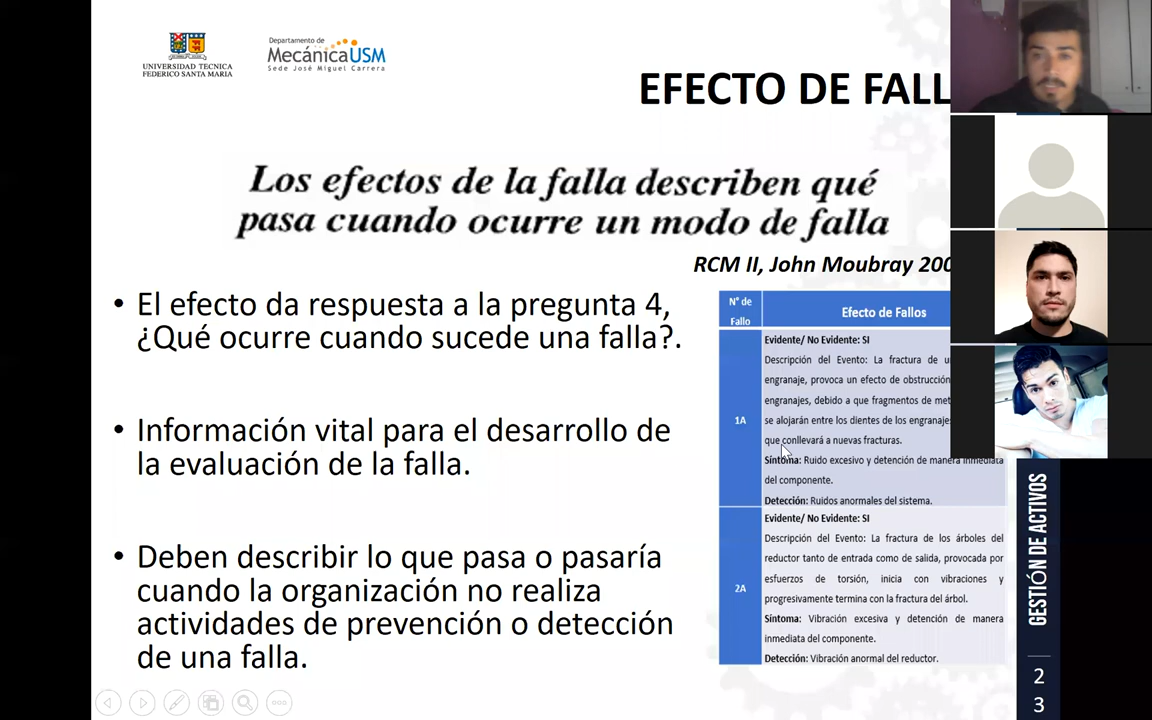 UNIVERSIDAD TECNICA
FEDERICO SANTA MARIA
Departamento de
MecánicaUSM
Sede José Miguel Carrera
EFECTO DE FALL
Los efectos de la falla describen qué
pasa cuando ocurre un modo de falla
RCM II, John Moubray 200
• El efecto da respuesta a la pregunta 4,
¿Qué ocurre cuando sucede una falla?.
• Información vital para el desarrollo de
la evaluación de la falla.
• Deben describir lo que pasa o pasaría
cuando la organización no realiza
actividades de prevención o detección
de una falla.
N° de
Fallo
Efecto de Fallos
1A
Evidente/ No Evidente: SI
Descripción del Evento: La fractura de u
engranaje, provoca un efecto de obstrucción
engranajes, debido a que fragmentos de met
se alojarán entre los dientes de los engranaje
que conllevará a nuevas fracturas.
Síntoma: Ruido excesivo y detención de manera inmediata
del componente.
Detección: Ruidos anormales del sistema.
2A
Evidente/ No Evidente: SI
Descripción del Evento: La fractura de los árboles del
reductor tanto de entrada como de salida, provocada por
esfuerzos de torsión, inicia con vibraciones y
progresivamente termina con la fractura del árbol.
Síntoma: Vibración excesiva y detención de manera
inmediata del componente.
Detección: Vibración anormal del reductor.
GESTIÓN DE ACTIVOS
2
3